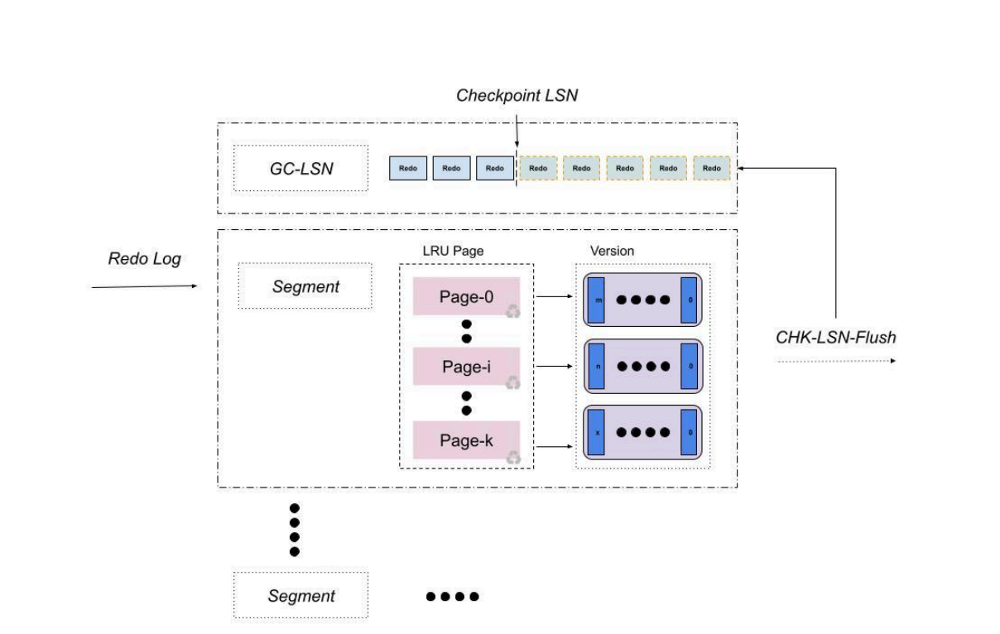 Checkpoint LSN
GC-LSN
Redo Redo Redo Redo Redo Redo Redo Redo
Redo Log
LRU Page
Version
Segment
Page-0
m 0
CHK-LSN-Flush
Page-i
n 0
Page-k
x 0
Segment